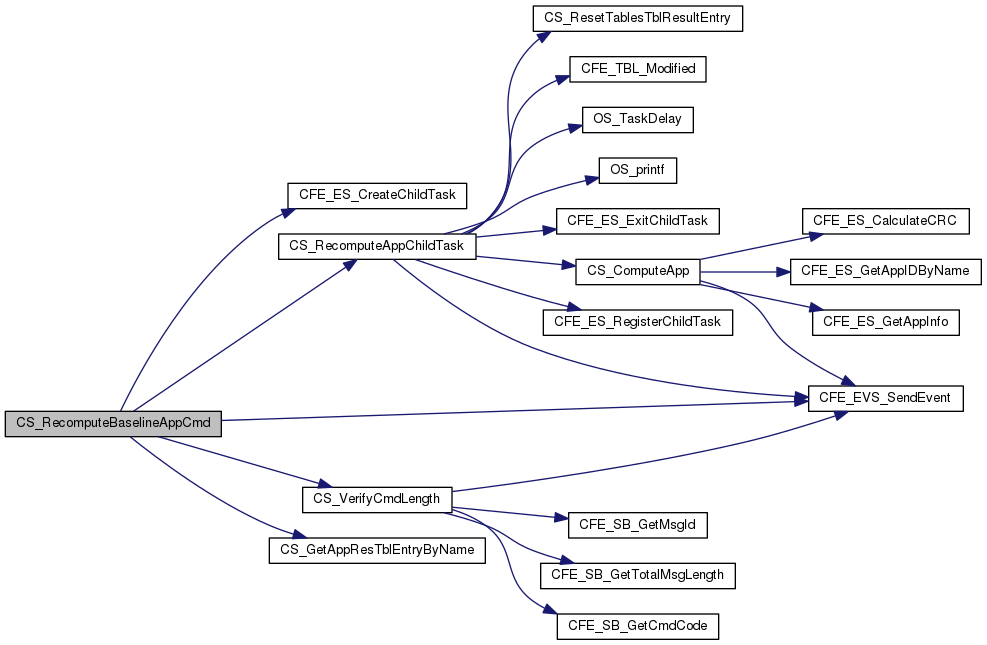 CS_ResetTablesTblResultEntry
CFE_TBL_Modified
OS_TaskDelay
OS_printf
CFE_ES_CreateChildTask
CFE_ES_ExitChildTask
CFE_ES_CalculateCRC
CS_RecomputeAppChildTask
CS_ComputeApp
CFE_ES_GetAppIDByName
CFE_ES_RegisterChildTask
CFE_ES_GetAppInfo
CFE_EVS_SendEvent
CS_RecomputeBaselineAppCmd
CS_VerifyCmdLength
CFE_SB_GetMsgId
CS_GetAppResTblEntryByName
CFE_SB_GetTotalMsgLength
CFE_SB_GetCmdCode